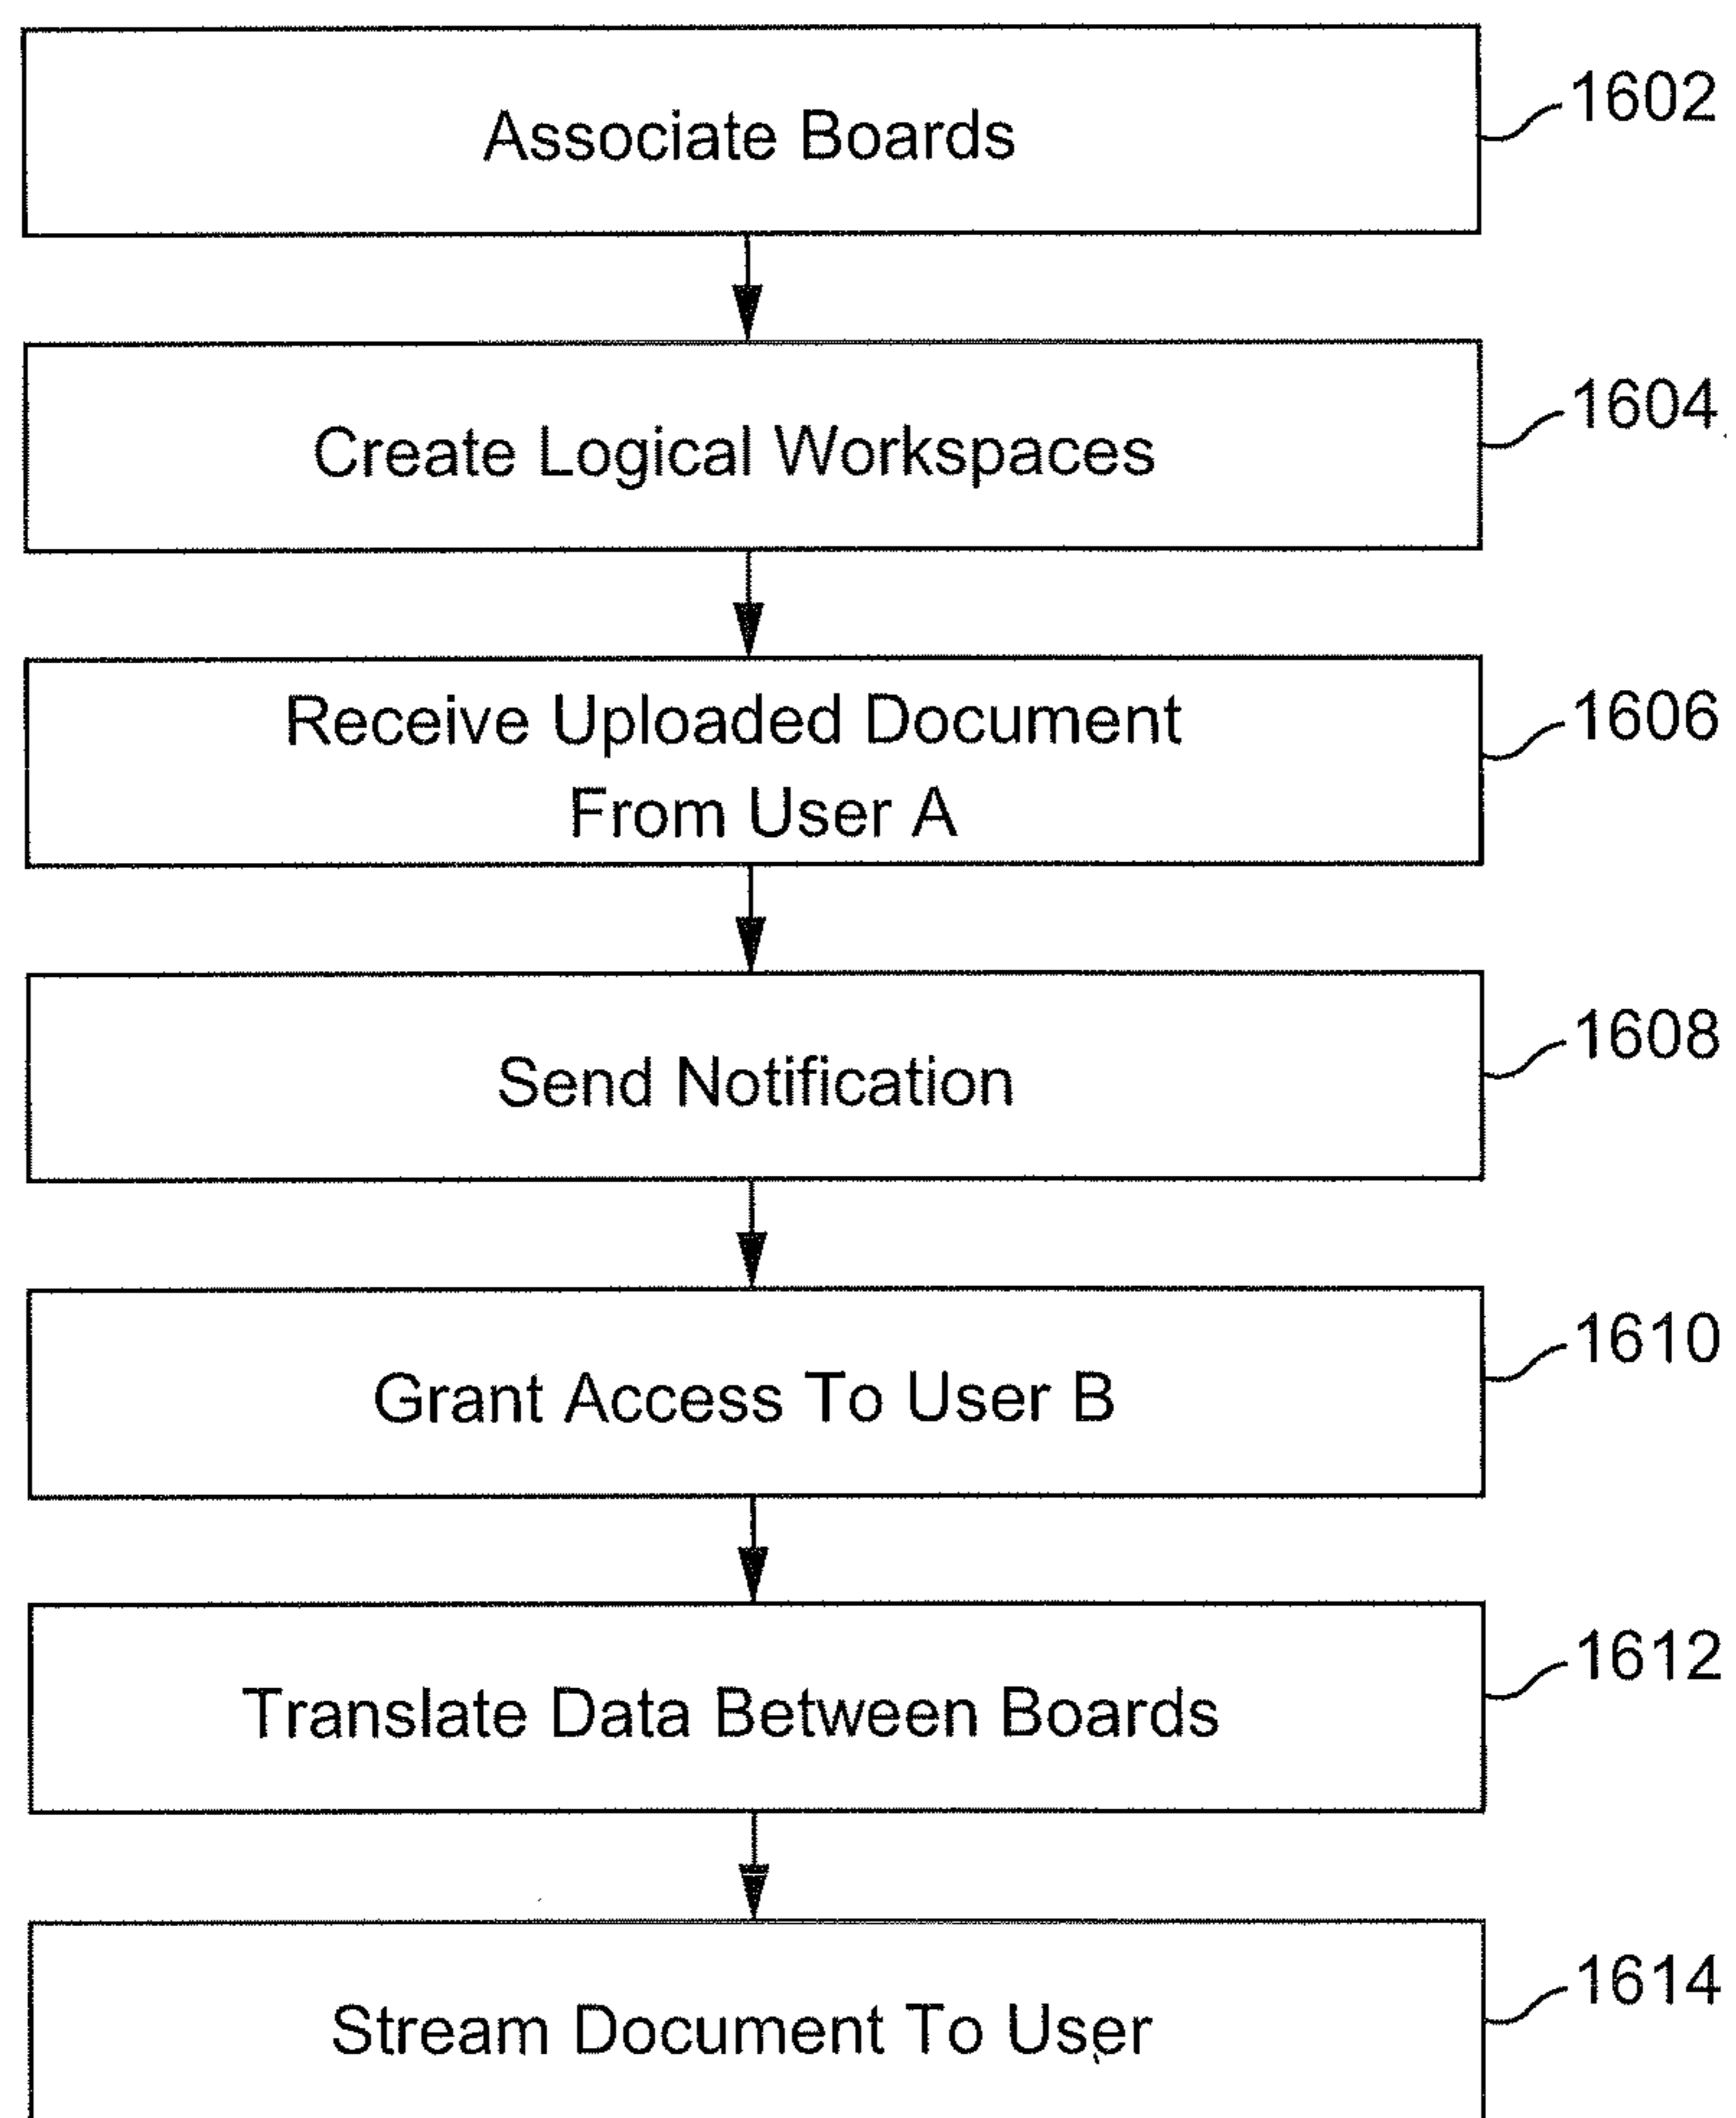 Associate Boards
1602
Create Logical Workspaces
1604
Receive Uploaded Document
From User A
1606
Send Notification
1608
Grant Access To User B
1610
Translate Data Between Boards
1612
Stream Document To User
1614